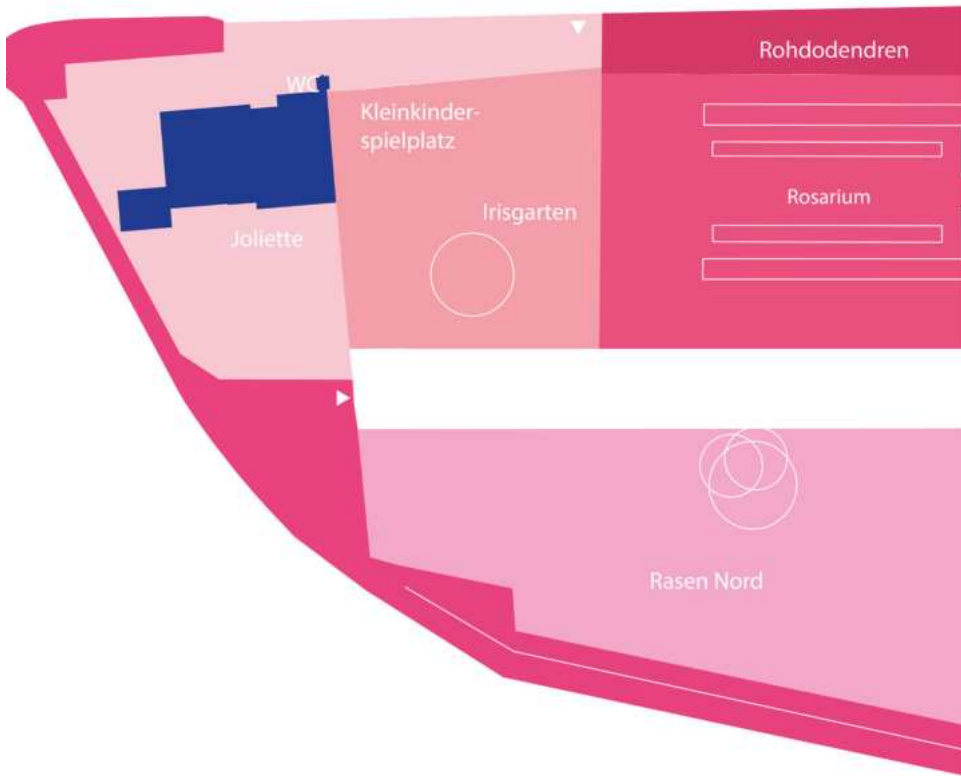 Rohdodendren
WC
Kleinkinder-
spielplatz
Rosarium
Irisgarten
Joliette
Rasen Nord